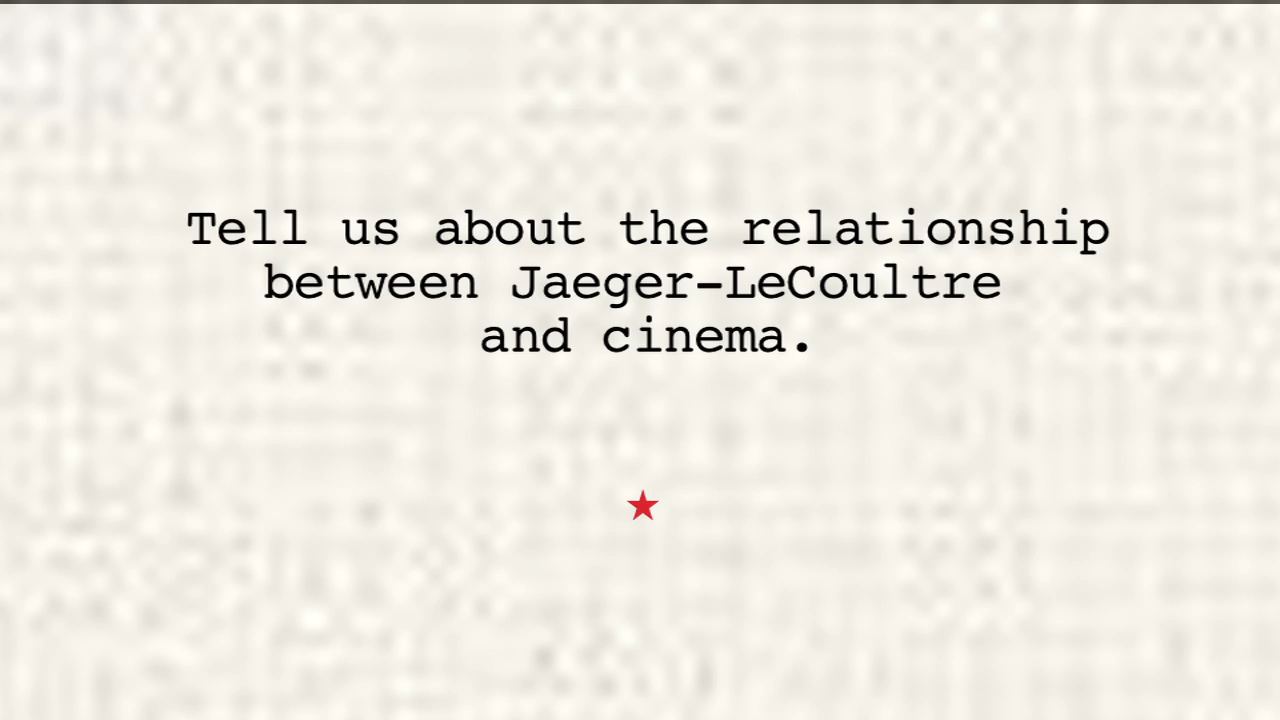 Tell us about the relationship
between Jaeger-LeCoultre
and cinema.